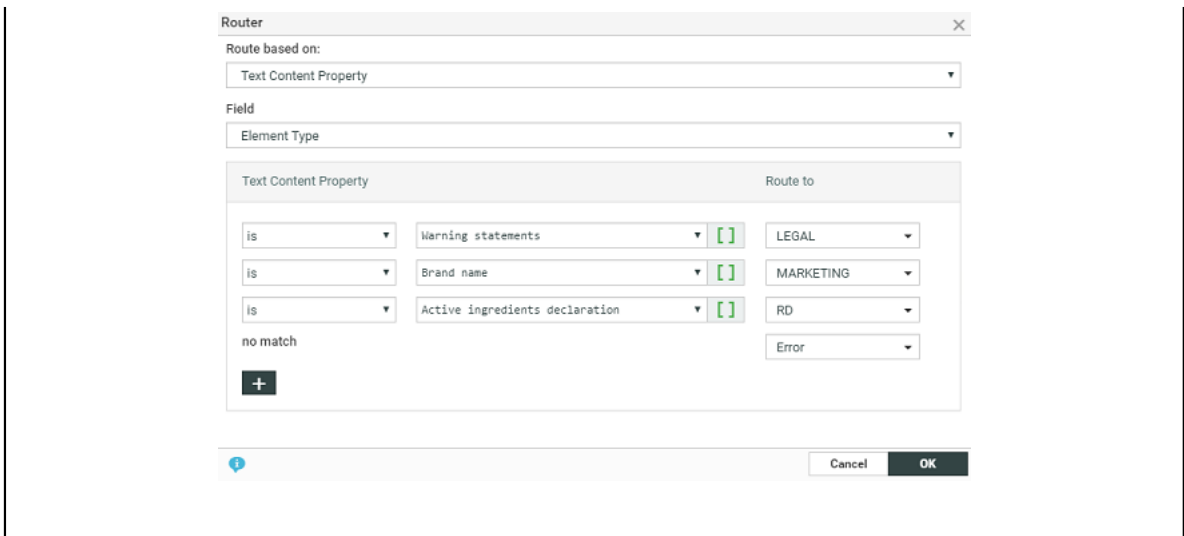 Router
Route based on:
Text Content Property
Field
Element Type
Text Content Property Route to
is Warning statements [] LEGAL
is Brand name [] MARKETING
is Active ingredients declaration [] RD
no match Error
+
Cancel OK